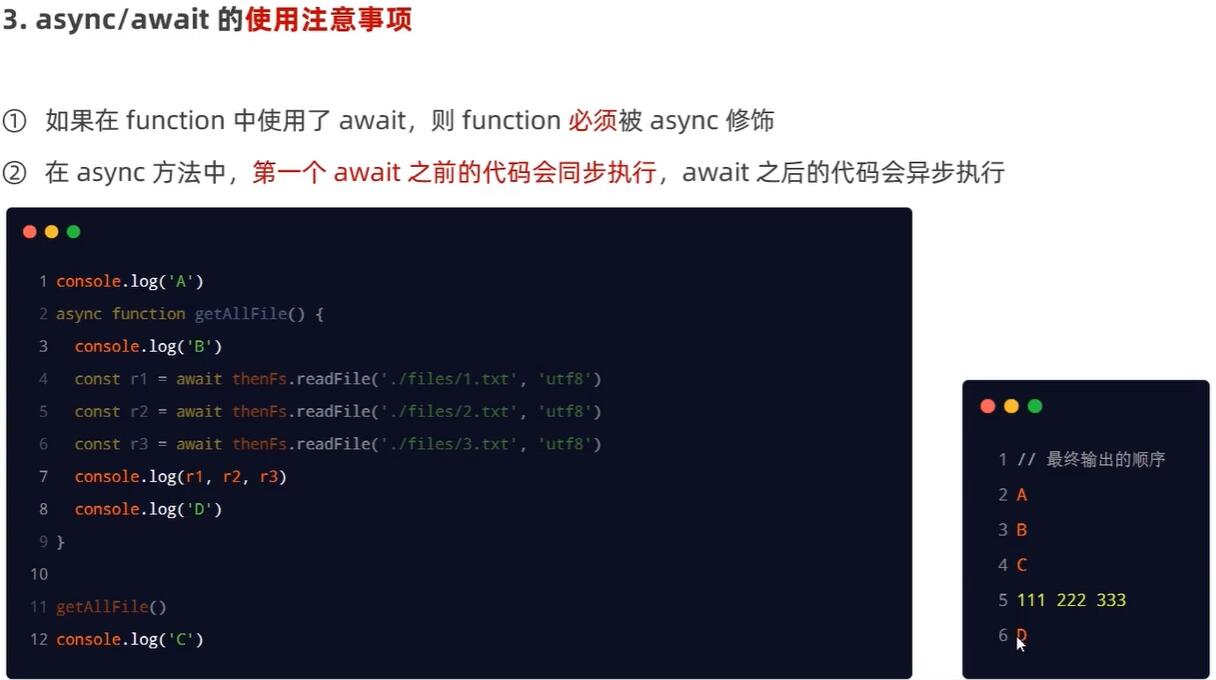 3. async/await 的使用注意事项
① 如果在 function 中使用了 await，则 function 必须被 async 修饰
② 在 async 方法中，第一个 await 之前的代码会同步执行，await 之后的代码会异步执行
1 console.log('A')
2 async function getAllFile() {
3   console.log('B')
4   const r1 = await thenFs.readFile('./files/1.txt', 'utf8')
5   const r2 = await thenFs.readFile('./files/2.txt', 'utf8')
6   const r3 = await thenFs.readFile('./files/3.txt', 'utf8')
7   console.log(r1, r2, r3)
8   console.log('D')
9 }
10
11 getAllFile()
12 console.log('C')
1 // 最终输出的顺序
2 A
3 B
4 C
5 111 222 333
6 D